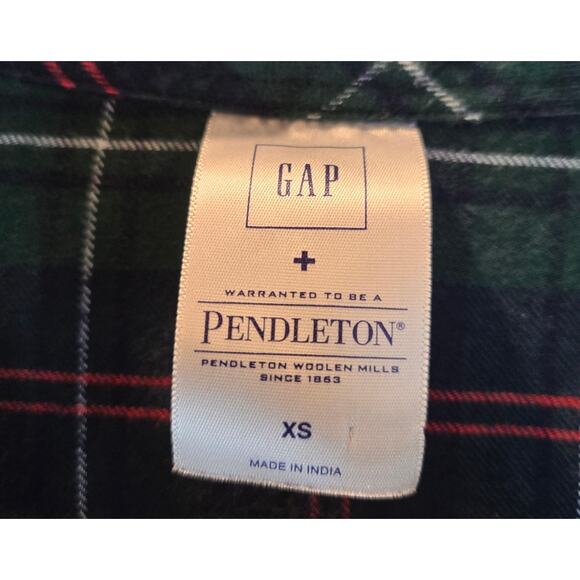 GAP
+
WARRANTED TO BE A
PENDLETON®
PENDLETON WOOLEN MILLS
SINCE 1863
XS
MADE IN INDIA